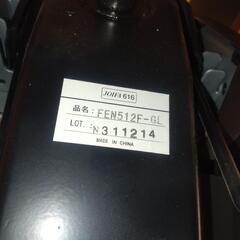 JOIFA 616
品名: FEN512F-GL
LOT. N311214
MADE IN CHINA